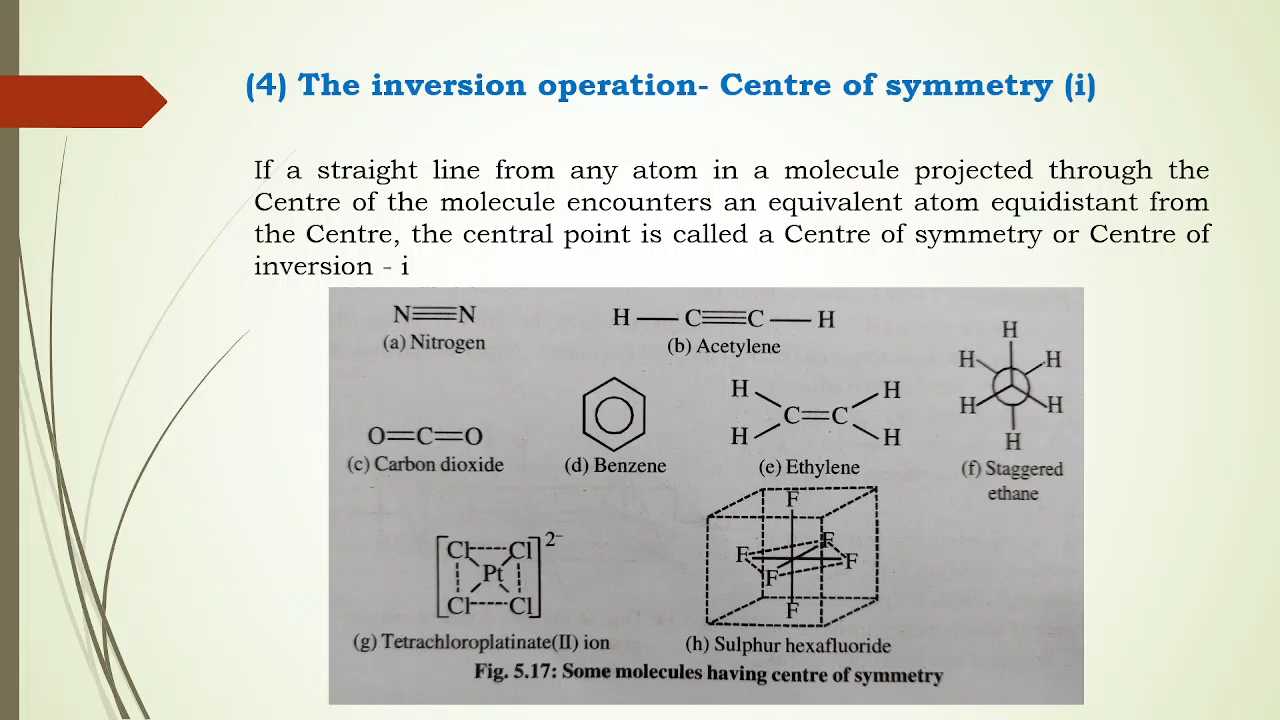 (4) The inversion operation- Centre of symmetry (i)
If a straight line from any atom in a molecule projected through the
Centre of the molecule encounters an equivalent atom equidistant from
the Centre, the central point is called a Centre of symmetry or Centre of
inversion - i
N≡N
(a) Nitrogen
H—C≡C—H
(b) Acetylene
O=C=O
(c) Carbon dioxide
(d) Benzene
H H
C=C
H H
(e) Ethylene
H
H H
H H
H
(f) Staggered
ethane
[Cl----Cl]2-
Pt
Cl----Cl
(g) Tetrachloroplatinate(II) ion
F
F
F F
F
F
(h) Sulphur hexafluoride
Fig. 5.17: Some molecules having centre of symmetry